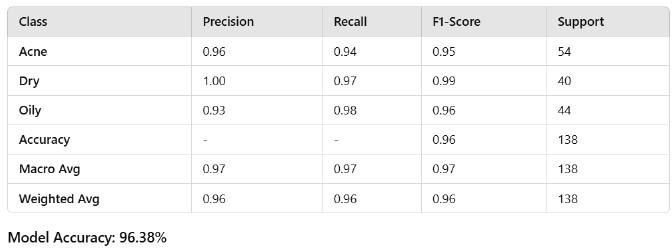 Class Precision Recall F1-Score Support
Acne 0.96 0.94 0.95 54
Dry 1.00 0.97 0.99 40
Oily 0.93 0.98 0.96 44
Accuracy - - 0.96 138
Macro Avg 0.97 0.97 0.97 138
Weighted Avg 0.96 0.96 0.96 138
Model Accuracy: 96.38%